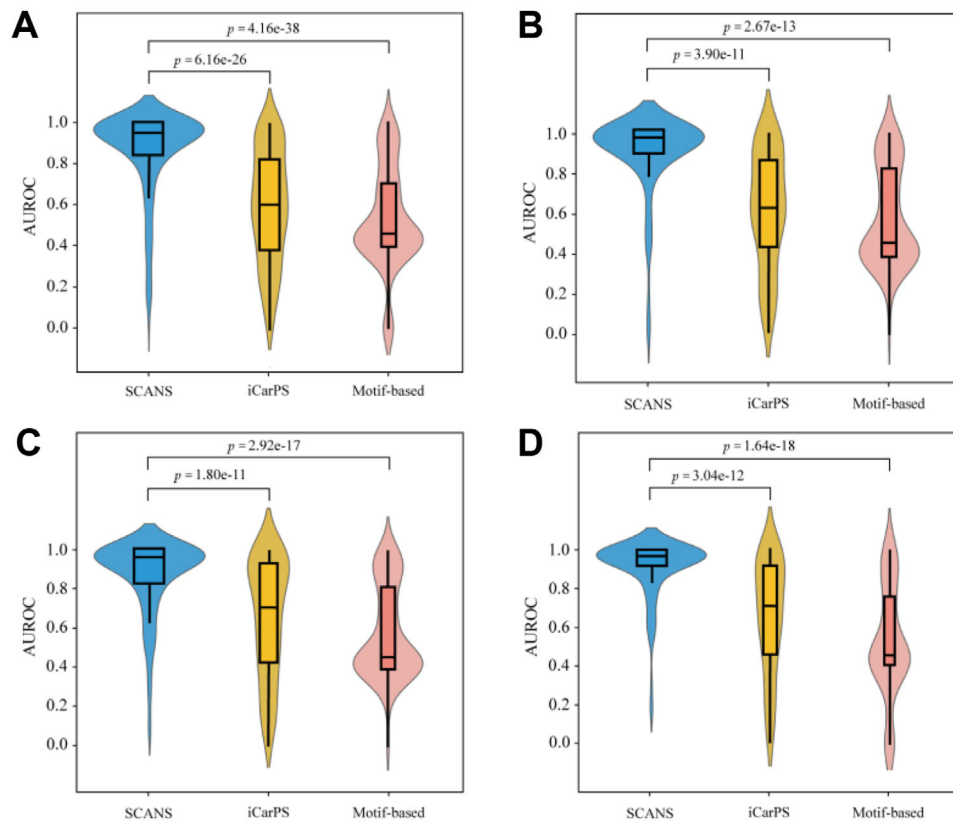 A
p = 4.16e-38
p = 6.16e-26
1.0
0.8
0.6
0.4
0.2
0.0
AUROC
SCANS iCarPS Motif-based
B
p = 2.67e-13
p = 3.90e-11
1.0
0.8
0.6
0.4
0.2
0.0
AUROC
SCANS iCarPS Motif-based
C
p = 2.92e-17
p = 1.80e-11
1.0
0.8
0.6
0.4
0.2
0.0
AUROC
SCANS iCarPS Motif-based
D
p = 1.64e-18
p = 3.04e-12
1.0
0.8
0.6
0.4
0.2
0.0
AUROC
SCANS iCarPS Motif-based